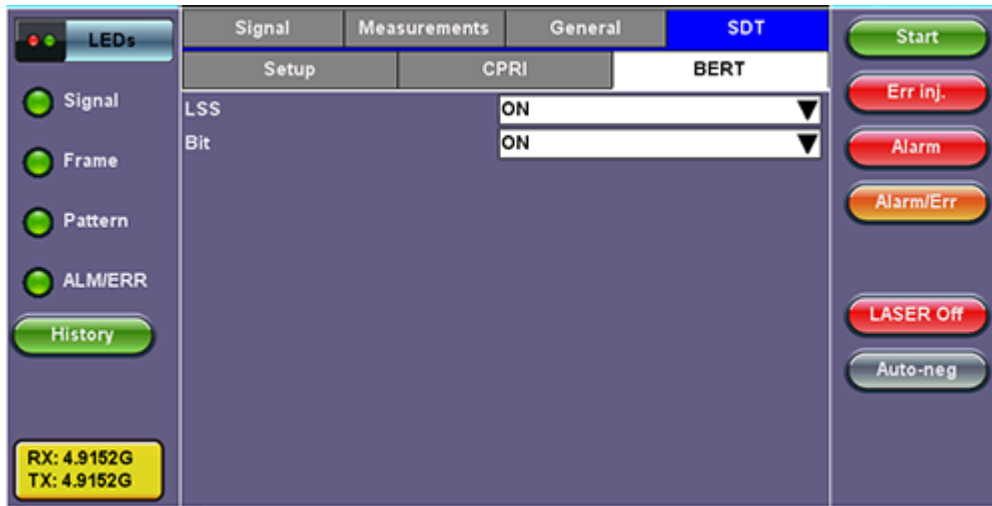 LEDs
Signal
Frame
Pattern
ALM/ERR
History
RX: 4.9152G
TX: 4.9152G
Signal Measurements General SDT
Setup CPRI BERT
LSS ON
Bit ON
Start
Err inj.
Alarm
Alarm/Err
LASER Off
Auto-neg